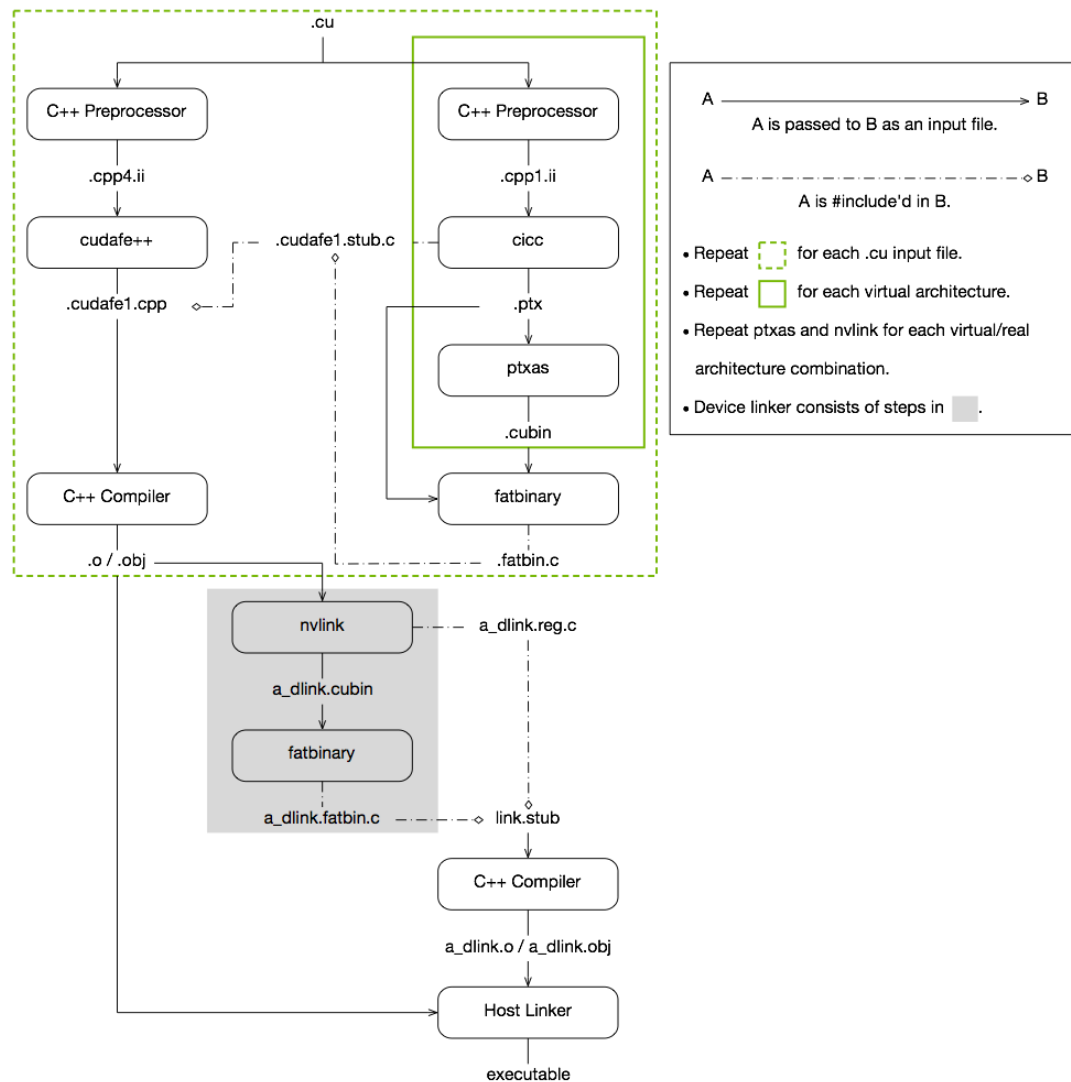 .cu
C++ Preprocessor
C++ Preprocessor
.cpp4.ii
.cpp1.ii
cudafe++
.cudafe1.stub.c
cicc
.cudafe1.cpp
.ptx
ptxas
.cubin
C++ Compiler
fatbinary
.o / .obj
.fatbin.c
nvlink
a_dlink.reg.c
a_dlink.cubin
fatbinary
a_dlink.fatbin.c
link.stub
C++ Compiler
a_dlink.o / a_dlink.obj
Host Linker
executable
A B
A is passed to B as an input file.
A B
A is #include'd in B.
• Repeat for each .cu input file.
• Repeat for each virtual architecture.
• Repeat ptxas and nvlink for each virtual/real
architecture combination.
• Device linker consists of steps in .